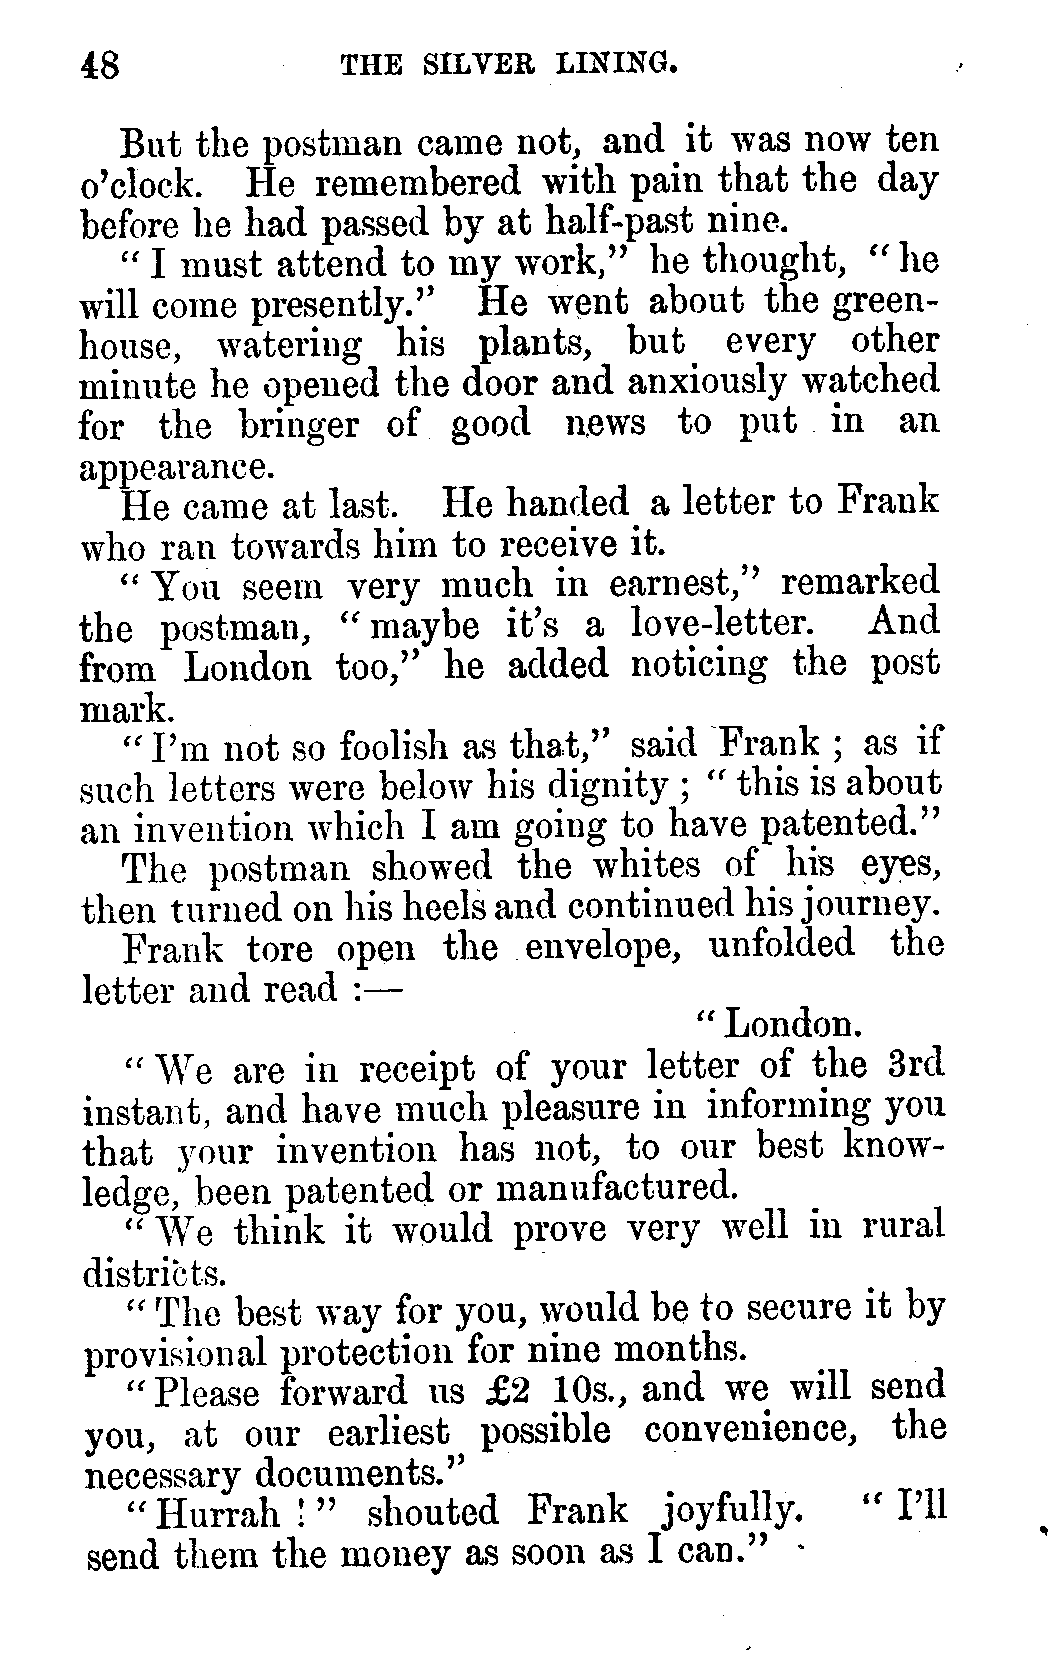 48 THE SILVER LINING.
But the postman came not, and it was now ten
o'clock. He remembered with pain that the day
before he had passed by at half-past nine.
"I must attend to my work," he thought, "he
will come presently." He went about the green-
house, watering his plants, but every other
minute he opened the door and anxiously watched
for the bringer of good news to put in an
appearance.
He came at last. He handed a letter to Frank
who ran towards him to receive it.
"You seem very much in earnest," remarked
the postman, "maybe it's a love-letter. And
from London too," he added noticing the post
mark.
"I'm not so foolish as that," said Frank ; as if
such letters were below his dignity ; "this is about
an invention which I am going to have patented."
The postman showed the whites of his eyes,
then turned on his heels and continued his journey.
Frank tore open the envelope, unfolded the
letter and read :—
"London.
"We are in receipt of your letter of the 3rd
instant, and have much pleasure in informing you
that your invention has not, to our best know-
ledge, been patented or manufactured.
"We think it would prove very well in rural
districts.
"The best way for you, would be to secure it by
provisional protection for nine months.
"Please forward us £2 10s., and we will send
you, at our earliest possible convenience, the
necessary documents."
"Hurrah !" shouted Frank joyfully. "I'll
send them the money as soon as I can."